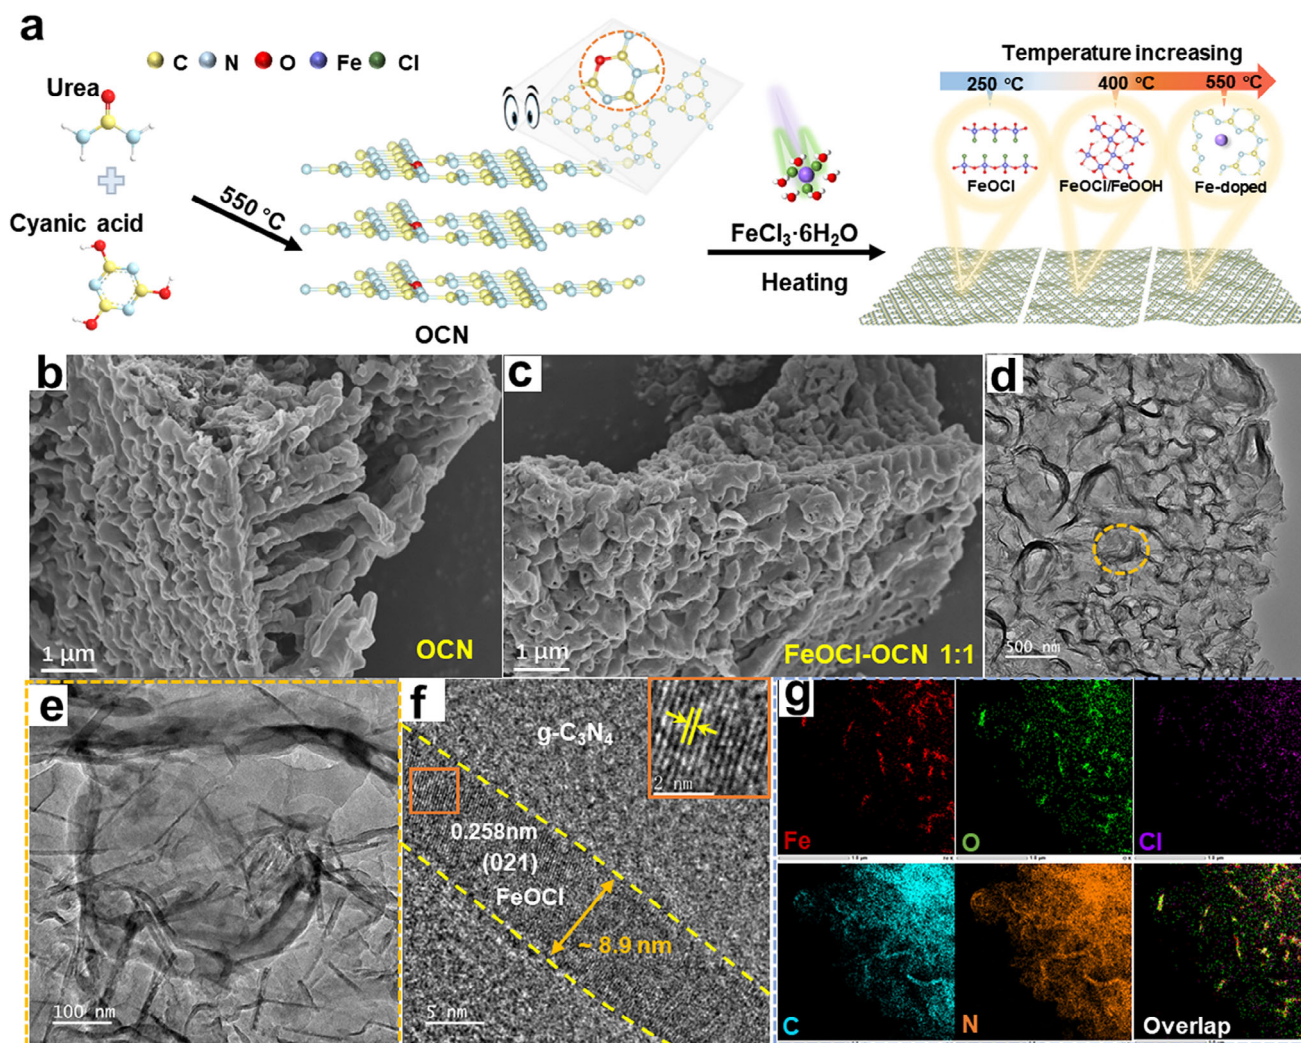 a
C N O Fe Cl
Urea
Cyanic acid
550 °C
OCN
FeCl₃·6H₂O
Heating
Temperature increasing
250 °C 400 °C 550 °C
FeOCl FeOCl/FeOOH Fe-doped
b
1 μm
OCN
c
1 μm
FeOCl-OCN 1:1
d
500 nm
e
100 nm
f
g-C₃N₄
2 nm
0.258nm
(021)
FeOCl
~ 8.9 nm
5 nm
g
Fe
O
Cl
C
N
Overlap